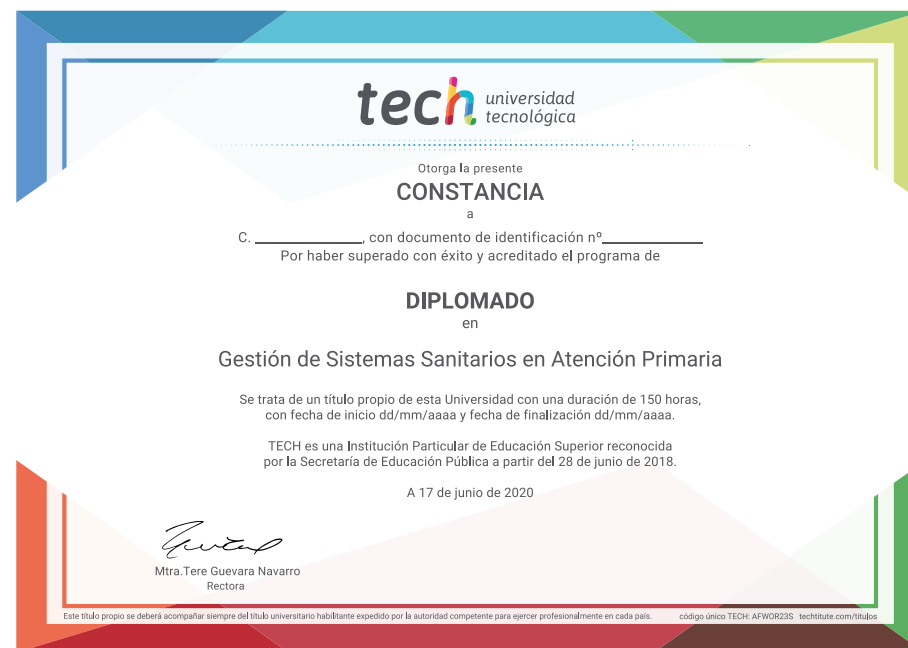 tech universidad
tecnológica
Otorga la presente
CONSTANCIA
a
C. ____________, con documento de identificación nº____________
Por haber superado con éxito y acreditado el programa de
DIPLOMADO
en
Gestión de Sistemas Sanitarios en Atención Primaria
Se trata de un título propio de esta Universidad con una duración de 150 horas,
con fecha de inicio dd/mm/aaaa y fecha de finalización dd/mm/aaaa.
TECH es una Institución Particular de Educación Superior reconocida
por la Secretaría de Educación Pública a partir del 28 de junio de 2018.
A 17 de junio de 2020
Mtra.Tere Guevara Navarro
Rectora
Este título propio se deberá acompañar siempre del título universitario habilitante expedido por la autoridad competente para ejercer profesionalmente en cada país. código único TECH: AFWOR23S techtitute.com/titulos